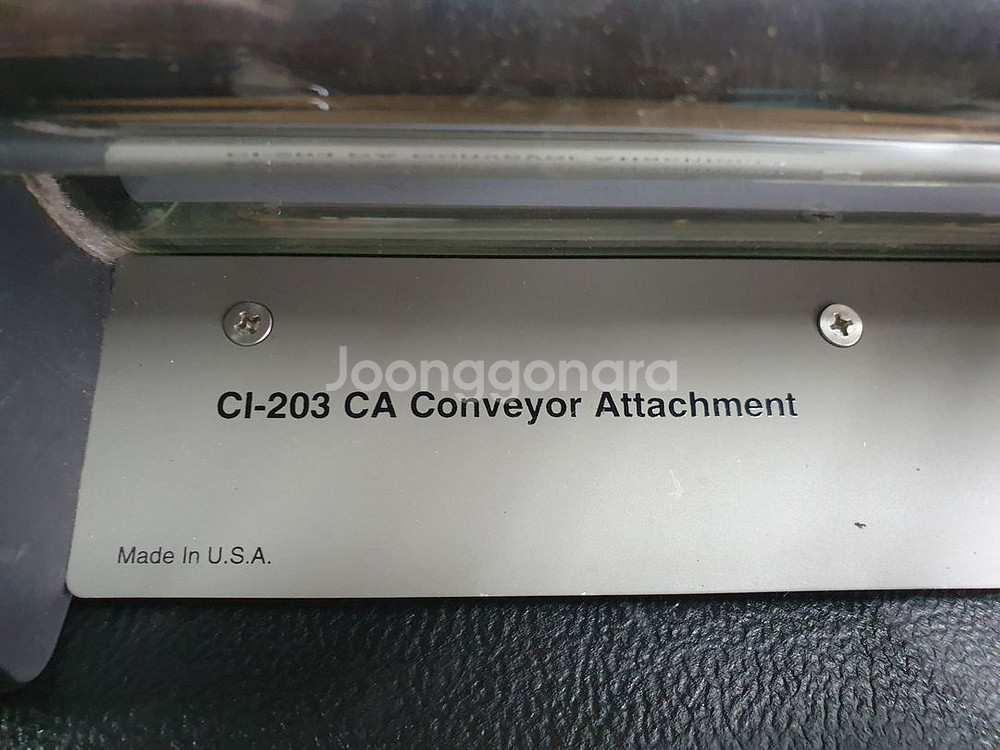 Joonggonara
CI-203 CA Conveyor Attachment
Made In U.S.A.